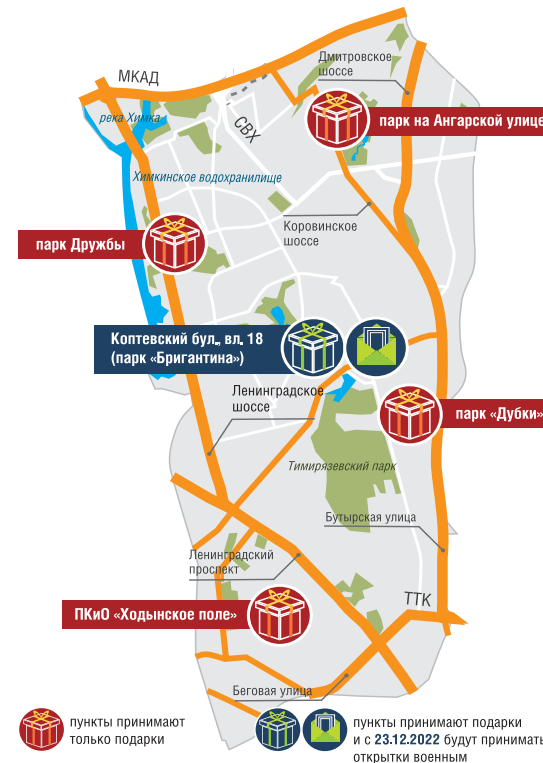 Дмитровское
шоссе
МКАД
река Химка
СВХ
парк на Ангарской улице
Химкинское водохранилище
Коровинское
шоссе
парк Дружбы
Коптевский бул., вл. 18
(парк «Бригантина»)
Ленинградское
шоссе
парк «Дубки»
Тимирязевский парк
Бутырская улица
Ленинградский
проспект
ТТК
ПКиО «Ходынское поле»
Беговая улица
пункты принимают
только подарки
пункты принимают подарки
и с 23.12.2022 будут принимать
открытки военным